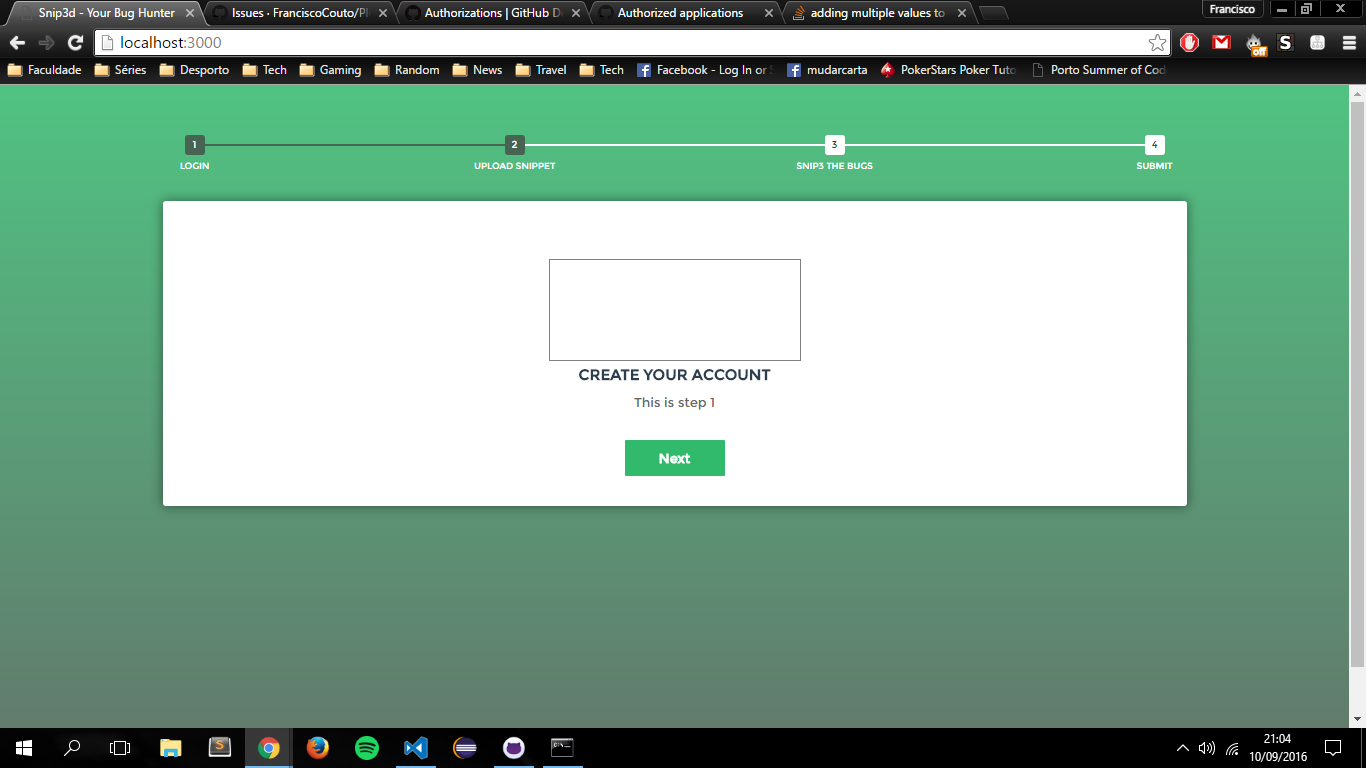 Snip3d - Your Bug Hunter
Issues · FranciscoCouto/Pi
Authorizations | GitHub D
Authorized applications
adding multiple values to
Francisco
localhost:3000
off
S
Faculdade
Séries
Desporto
Tech
Gaming
Random
News
Travel
Tech
Facebook - Log In or S
mudarcarta
PokerStars Poker Tuto
Porto Summer of Cod
1
2
3
4
LOGIN
UPLOAD SNIPPET
SNIP3 THE BUGS
SUBMIT
CREATE YOUR ACCOUNT
This is step 1
Next
21:04
10/09/2016